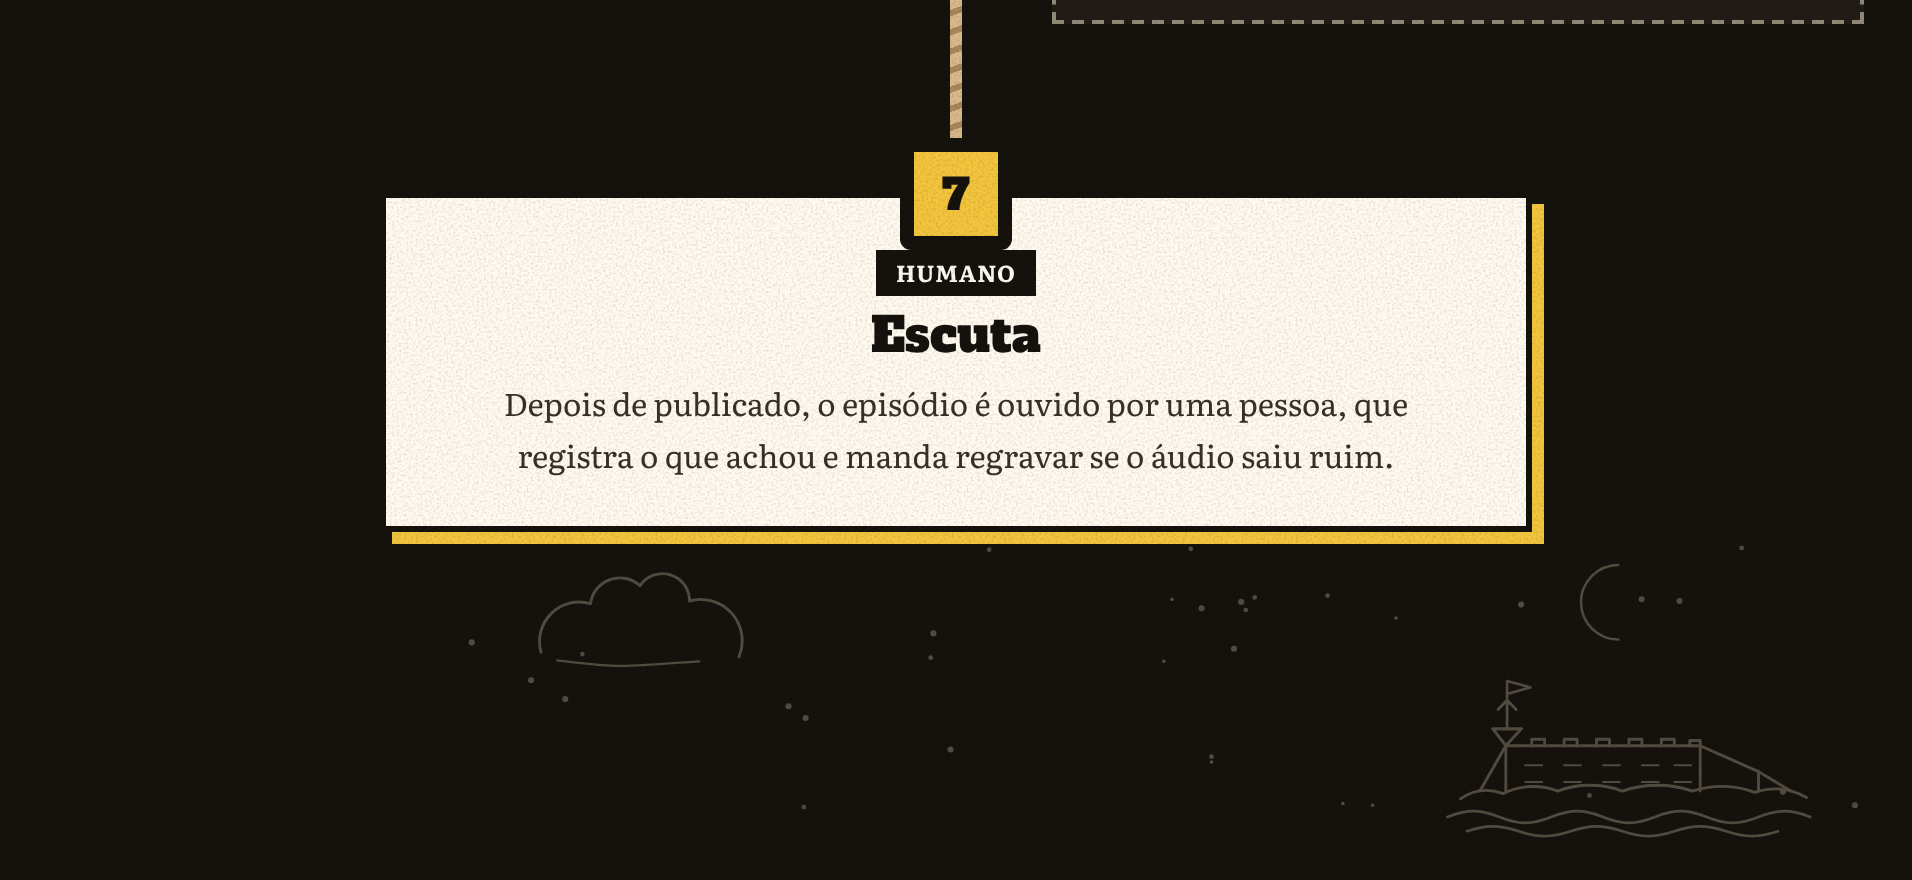 7
HUMANO
Escuta
Depois de publicado, o episódio é ouvido por uma pessoa, que
registra o que achou e manda regravar se o áudio saiu ruim.